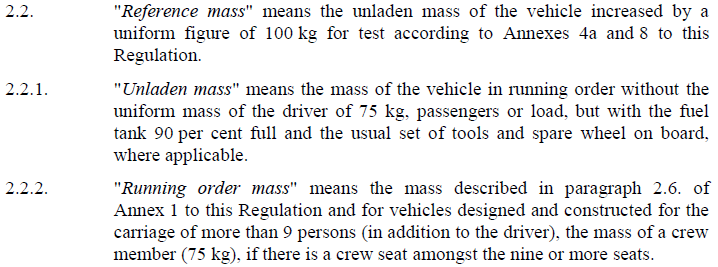 2.2. "Reference mass" means the unladen mass of the vehicle increased by a
uniform figure of 100 kg for test according to Annexes 4a and 8 to this
Regulation.
2.2.1. "Unladen mass" means the mass of the vehicle in running order without the
uniform mass of the driver of 75 kg, passengers or load, but with the fuel
tank 90 per cent full and the usual set of tools and spare wheel on board,
where applicable.
2.2.2. "Running order mass" means the mass described in paragraph 2.6. of
Annex 1 to this Regulation and for vehicles designed and constructed for the
carriage of more than 9 persons (in addition to the driver), the mass of a crew
member (75 kg), if there is a crew seat amongst the nine or more seats.